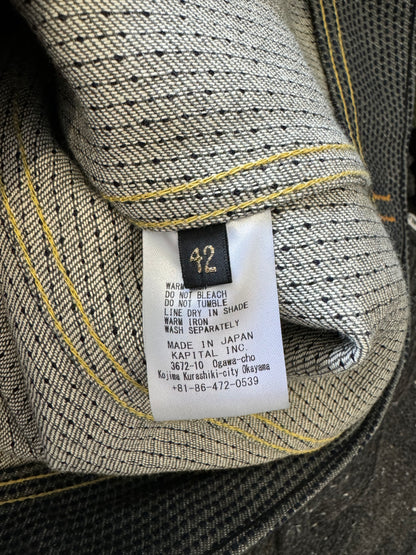 42
WARM
DO NOT BLEACH
DO NOT TUMBLE
LINE DRY IN SHADE
WARM IRON
WASH SEPARATELY
MADE IN JAPAN
KAPITAL INC.
3672-10 Ogawa-cho
Kojima Kurashiki-city Okayama
+81-86-472-0539